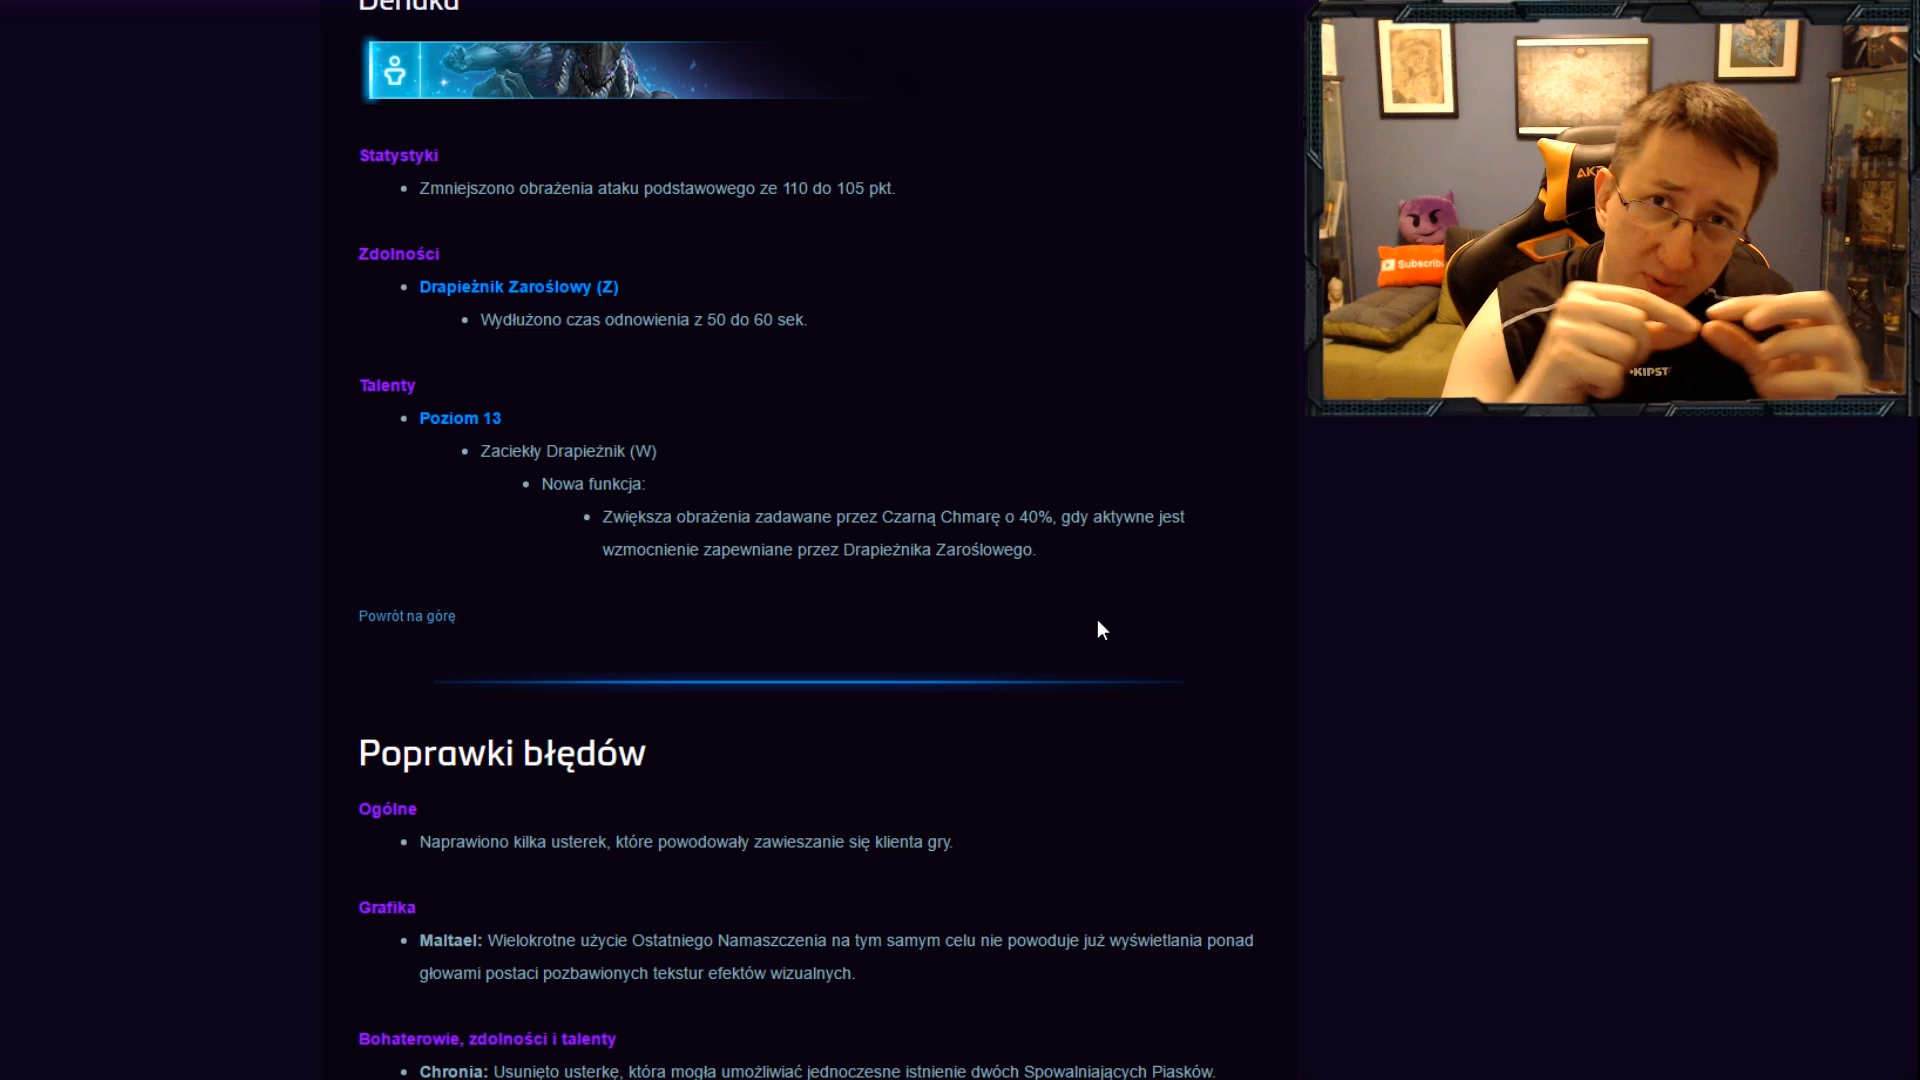 Dehaka
Statystyki
Zmniejszono obrażenia ataku podstawowego ze 110 do 105 pkt.
Zdolności
Drapieżnik Zaroślowy (Z)
Wydłużono czas odnowienia z 50 do 60 sek.
Talenty
Poziom 13
Zaciekły Drapieżnik (W)
Nowa funkcja:
Zwiększa obrażenia zadawane przez Czarną Chmarę o 40%, gdy aktywne jest
wzmocnienie zapewniane przez Drapieżnika Zaroślowego.
Powrót na górę
Poprawki błędów
Ogólne
Naprawiono kilka usterek, które powodowały zawieszanie się klienta gry.
Grafika
Maltael: Wielokrotne użycie Ostatniego Namaszczenia na tym samym celu nie powoduje już wyświetlania ponad
głowami postaci pozbawionych tekstur efektów wizualnych.
Bohaterowie, zdolności i talenty
Chronia: Usunięto usterkę, która mogła umożliwiać jednoczesne istnienie dwóch Spowalniających Piasków.
Subscrib